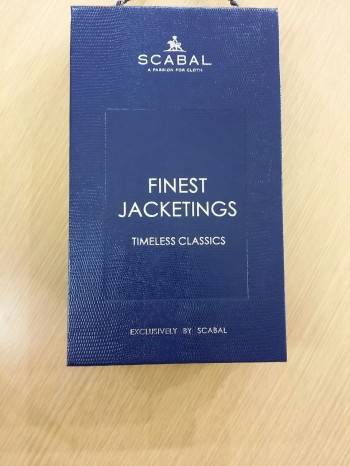 SCABAL
A PASSION FOR CLOTH
FINEST
JACKETINGS
TIMELESS CLASSICS
EXCLUSIVELY BY SCABAL